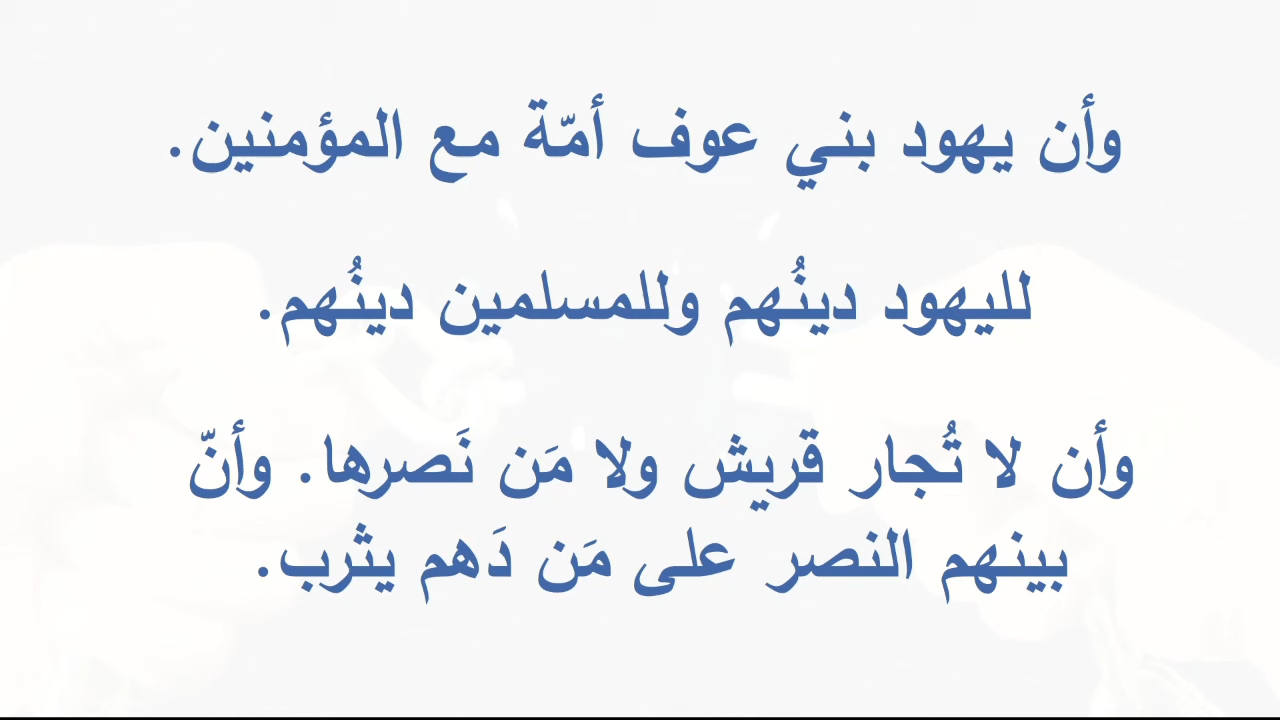 وأن يهود بني عوف أمّة مع المؤمنين.
لليهود دينُهم وللمسلمين دينُهم.
وأن لا تُجار قريش ولا مَن نَصرها. وأنّ
بينهم النصر على مَن دَهم يثرب.